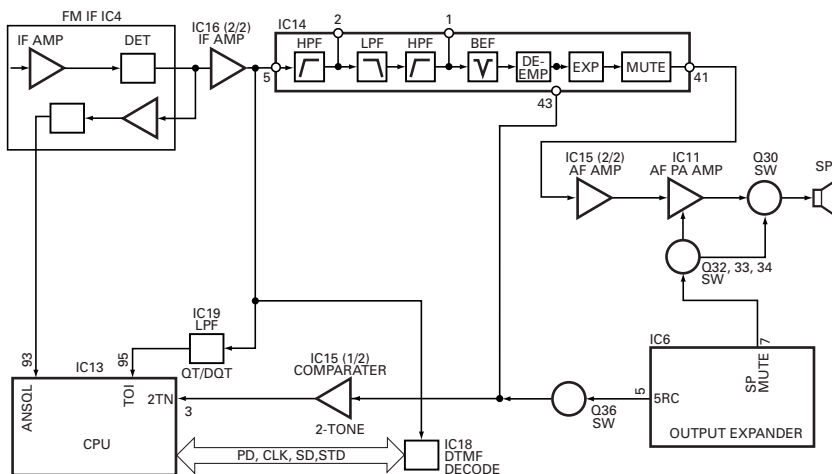 FM IF IC4
IF AMP
DET
IC16 (2/2)
IF AMP
IC14
2
1
HPF
LPF
HPF
BEF
DE-
EMP
EXP
MUTE
5
41
43
IC15 (2/2)
AF AMP
IC11
AF PA AMP
Q30
SW
SP
Q32, 33, 34
SW
IC19
LPF
QT/DQT
IC6
7
SP
MUTE
5
5RC
OUTPUT EXPANDER
Q36
SW
IC15 (1/2)
COMPARATER
2-TONE
93
IC13
95
ANSQL
TOI
2TN
3
CPU
PD, CLK, SD,STD
IC18
DTMF
DECODE